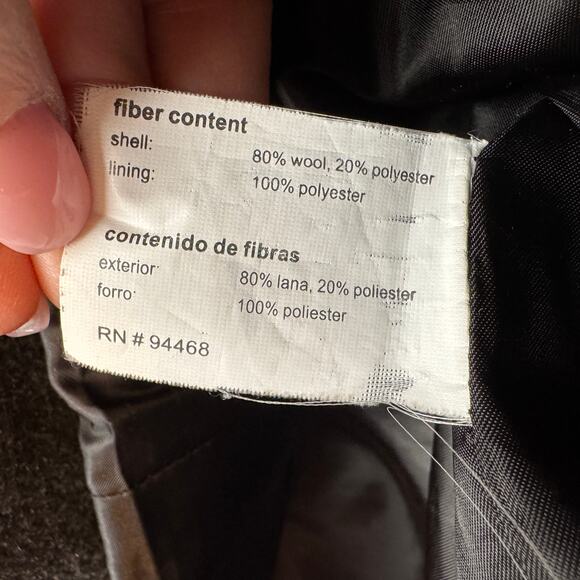 fiber content
shell: 80% wool, 20% polyester
lining: 100% polyester
contenido de fibras
exterior: 80% lana, 20% poliester
forro: 100% poliester
RN # 94468